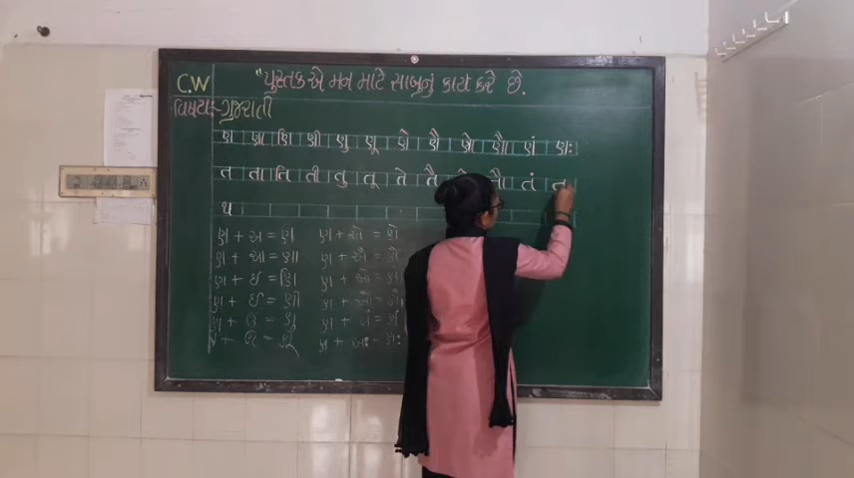 C.W "પુસ્તક એ મન માટે સાબુનું કાર્ય કરે છે.
વિષય:- ગુજરાતી
ણ ણા ણિ ણી ણુ ણૂ ણે ણૈ ણો ણૌ ણં ણઃ
ત તા તિ તી તુ તૂ તે તૈ તૌ તં ત
થ
ણ + અ = ણ ણ + એ = ણે
ણ + આ = ણા ણ + ઐ = ણૈ
ણ + ઇ = ણિ ણ + ઓ =
ણ + ઈ = ણી ણ + ઔ =
ણ + ઉ = ણુ ણ + અં = ણં
+ ઊ = ણૂ ણ + અઃ = ણઃ